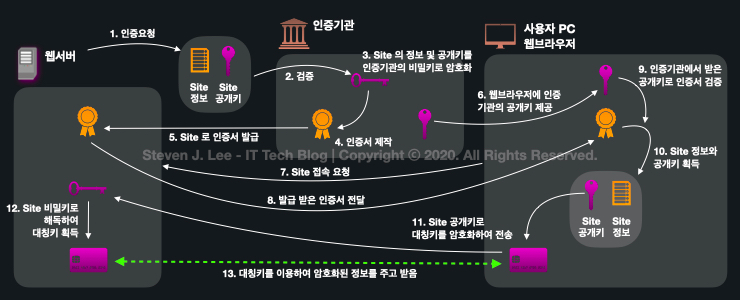 1. 인증요청
인증기관
사용자 PC
웹브라우저
웹서버
Site
정보
Site
공개키
2. 검증
3. Site 의 정보 및 공개키를
인증기관의 비밀키로 암호화
9. 인증기관에서 받은
공개키로 인증서 검증
6. 웹브라우저에 인증
기관의 공개키 제공
5. Site 로 인증서 발급
4. 인증서 제작
10. Site 정보와
공개키 획득
Steven J. Lee - IT Tech Blog | Copyright © 2020. All Rights Reserved.
7. Site 접속 요청
8. 발급 받은 인증서 전달
12. Site 비밀키로
해독하여
대칭키 획득
11. Site 공개키로
대칭키를 암호화하여 전송
Site
공개키
Site
정보
13. 대칭키를 이용하여 암호화된 정보를 주고 받음